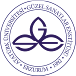 ATATÜRK ÜNİVERSİTESİ • GÜZEL SANATLAR ENSTİTÜSÜ
ERZURUM